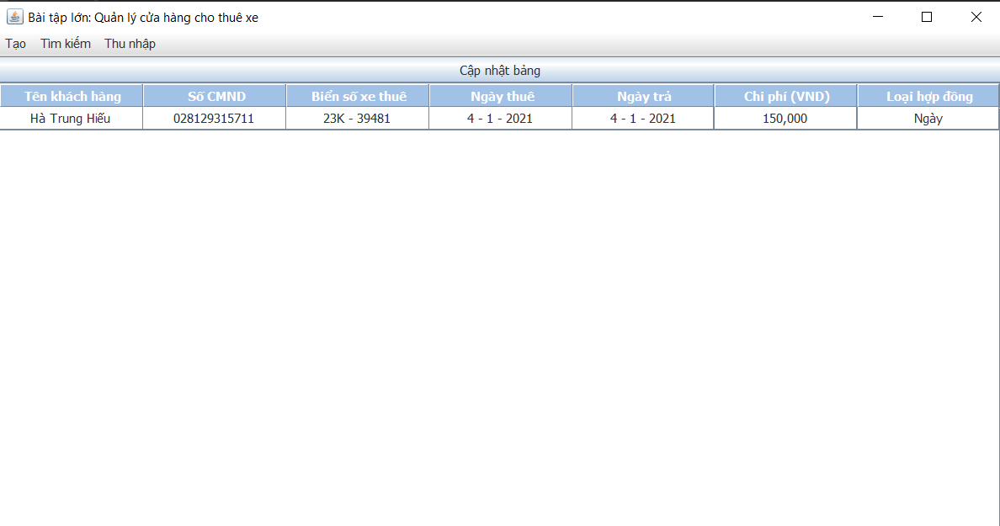 Bài tập lớn: Quản lý cửa hàng cho thuê xe
Tạo Tìm kiếm Thu nhập
Cập nhật bảng
Tên khách hàng Số CMND Biển số xe thuê Ngày thuê Ngày trả Chi phí (VND) Loại hợp đồng
Hà Trung Hiếu 028129315711 23K - 39481 4 - 1 - 2021 4 - 1 - 2021 150,000 Ngày